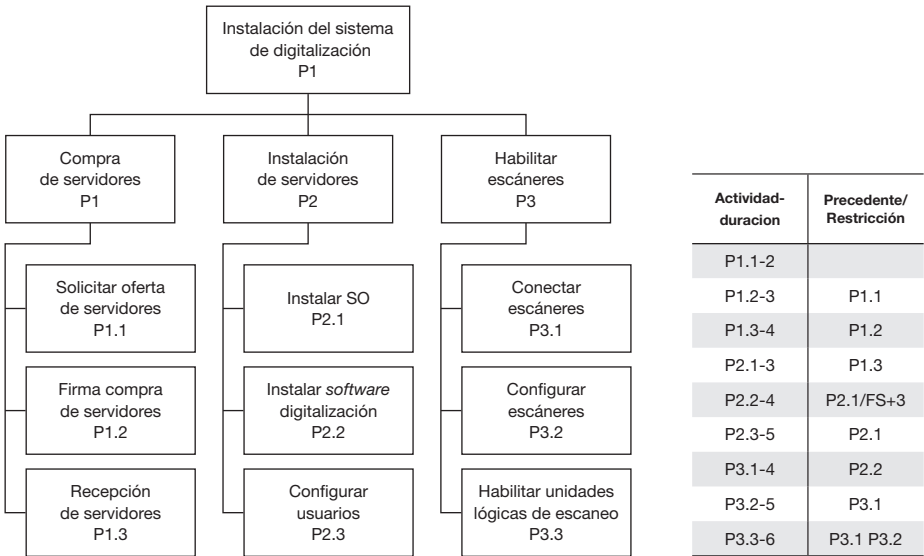 Instalación del sistema
de digitalización
P1
Compra
de servidores
P1
Instalación
de servidores
P2
Habilitar
escáneres
P3
Solicitar oferta
de servidores
P1.1
Instalar SO
P2.1
Conectar
escáneres
P3.1
Firma compra
de servidores
P1.2
Instalar software
digitalización
P2.2
Configurar
escáneres
P3.2
Recepción
de servidores
P1.3
Configurar
usuarios
P2.3
Habilitar unidades
lógicas de escaneo
P3.3
Actividad-
duracion
Precedente/
Restricción
P1.1-2
P1.2-3 P1.1
P1.3-4 P1.2
P2.1-3 P1.3
P2.2-4 P2.1/FS+3
P2.3-5 P2.1
P3.1-4 P2.2
P3.2-5 P3.1
P3.3-6 P3.1 P3.2